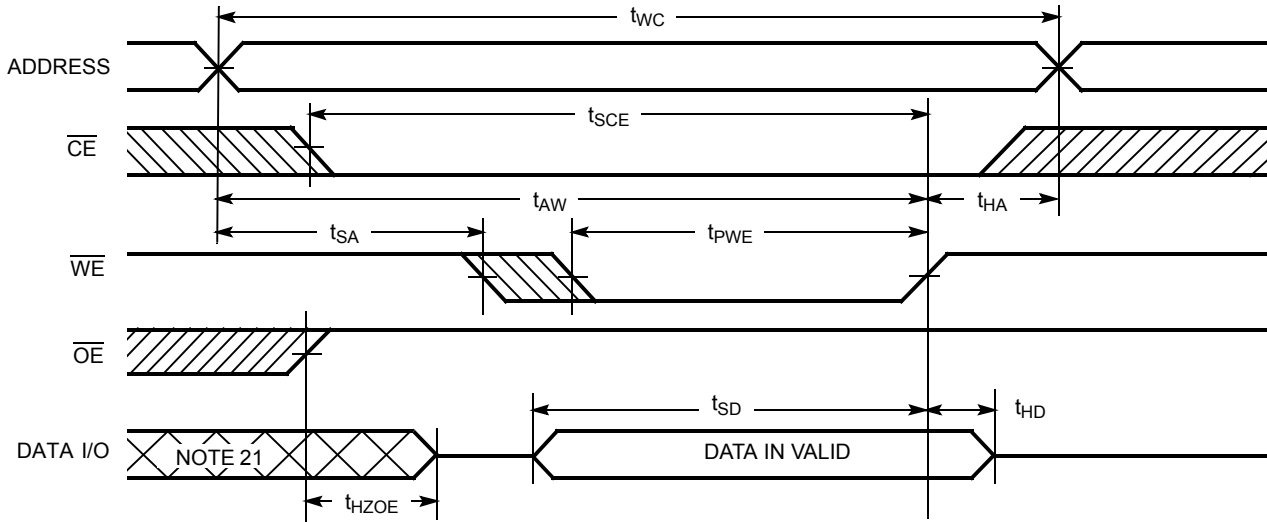 tWC
ADDRESS
tSCE
CE
tAW
tHA
tSA
tPWE
WE
OE
tSD
tHD
DATA I/O
NOTE 21
DATA IN VALID
tHZOE